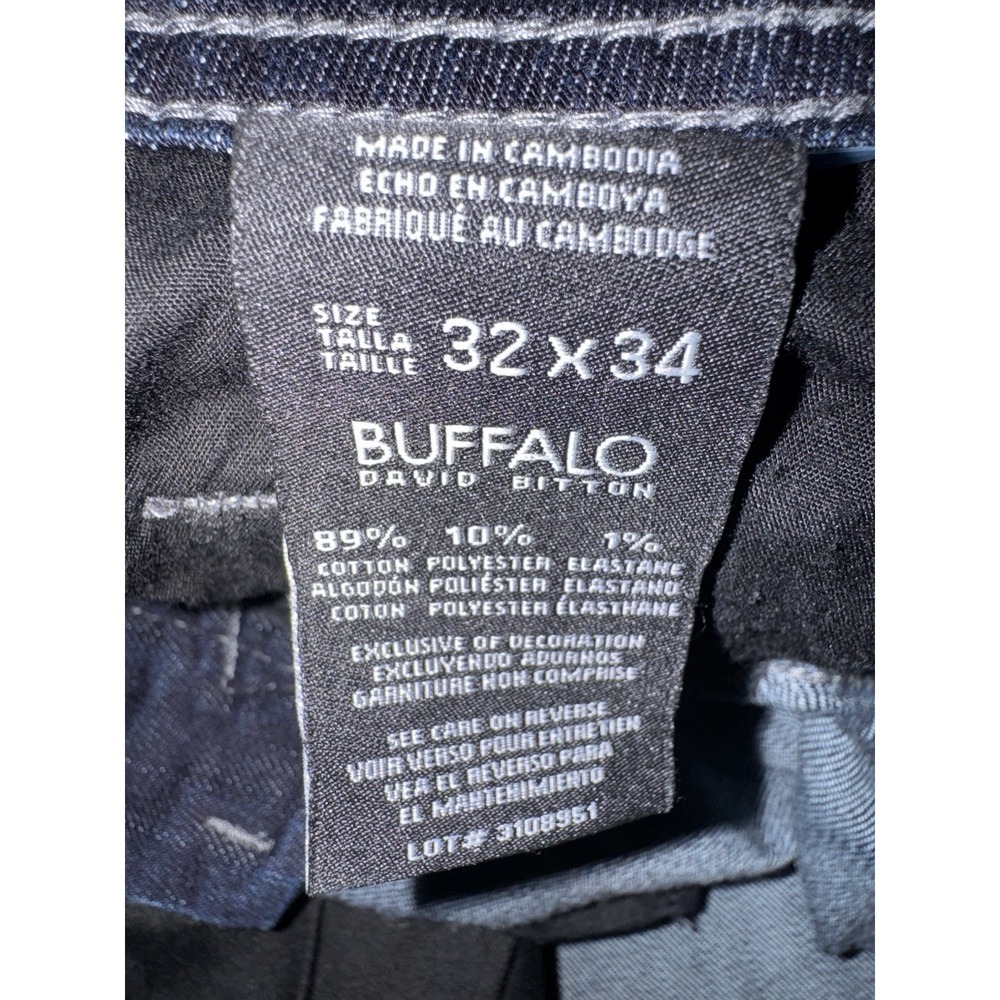 MADE IN CAMBODIA
ECHO EN CAMBOYA
FABRIQUÉ AU CAMBODGE
SIZE
TALLA
TAILLE
32 x 34
BUFFALO
DAVID BITTON
89% 10% 1%
COTTON POLYESTER ELASTANE
ALGODÓN POLIÉSTER ELASTANO
COTON POLYESTER ÉLASTHANE
EXCLUSIVE OF DECORATION
EXCLUYENDO ADORNOS
GARNITURE NON COMPRISE
SEE CARE ON REVERSE
VOIR VERSO POUR ENTRETIEN
VEA EL REVERSO PARA
EL MANTENIMIENTO
LOT# 3108951